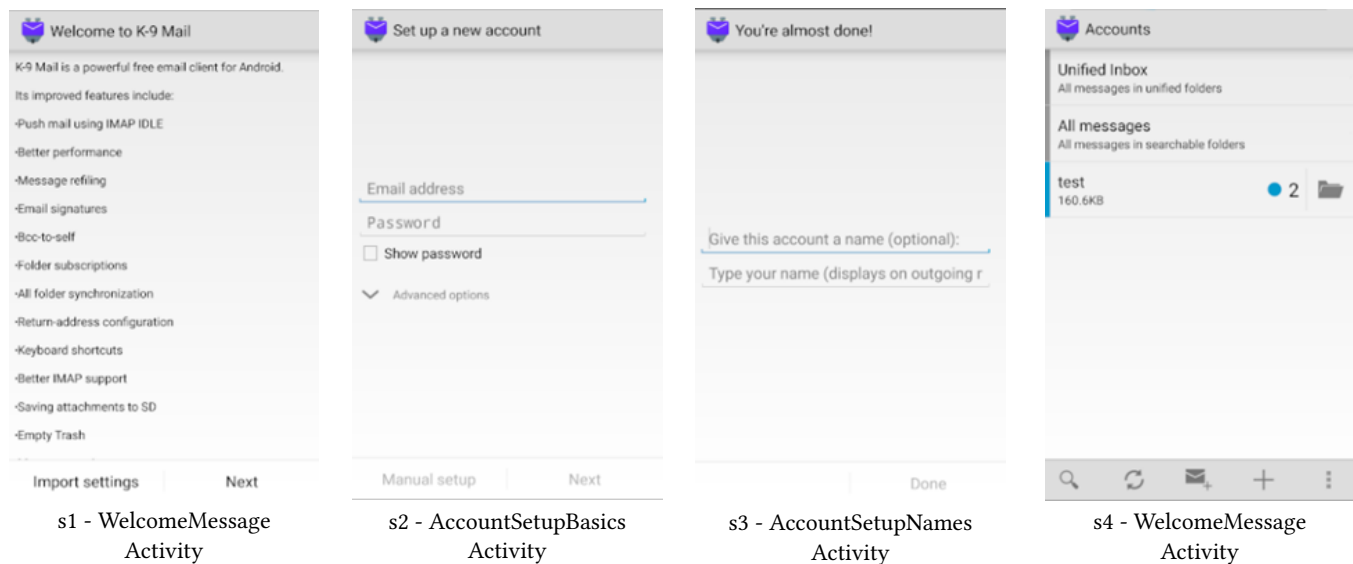 Welcome to K-9 Mail
K-9 Mail is a powerful free email client for Android.
Its improved features include:
-Push mail using IMAP IDLE
-Better performance
-Message refiling
-Email signatures
-Bcc-to-self
-Folder subscriptions
-All folder synchronization
-Return-address configuration
-Keyboard shortcuts
-Better IMAP support
-Saving attachments to SD
-Empty Trash
Import settings
Next
s1 - WelcomeMessage
Activity
Set up a new account
Email address
Password
Show password
Advanced options
Manual setup
Next
s2 - AccountSetupBasics
Activity
You're almost done!
Give this account a name (optional):
Type your name (displays on outgoing r
Done
s3 - AccountSetupNames
Activity
Accounts
Unified Inbox
All messages in unified folders
All messages
All messages in searchable folders
test
2
160.6KB
s4 - WelcomeMessage
Activity